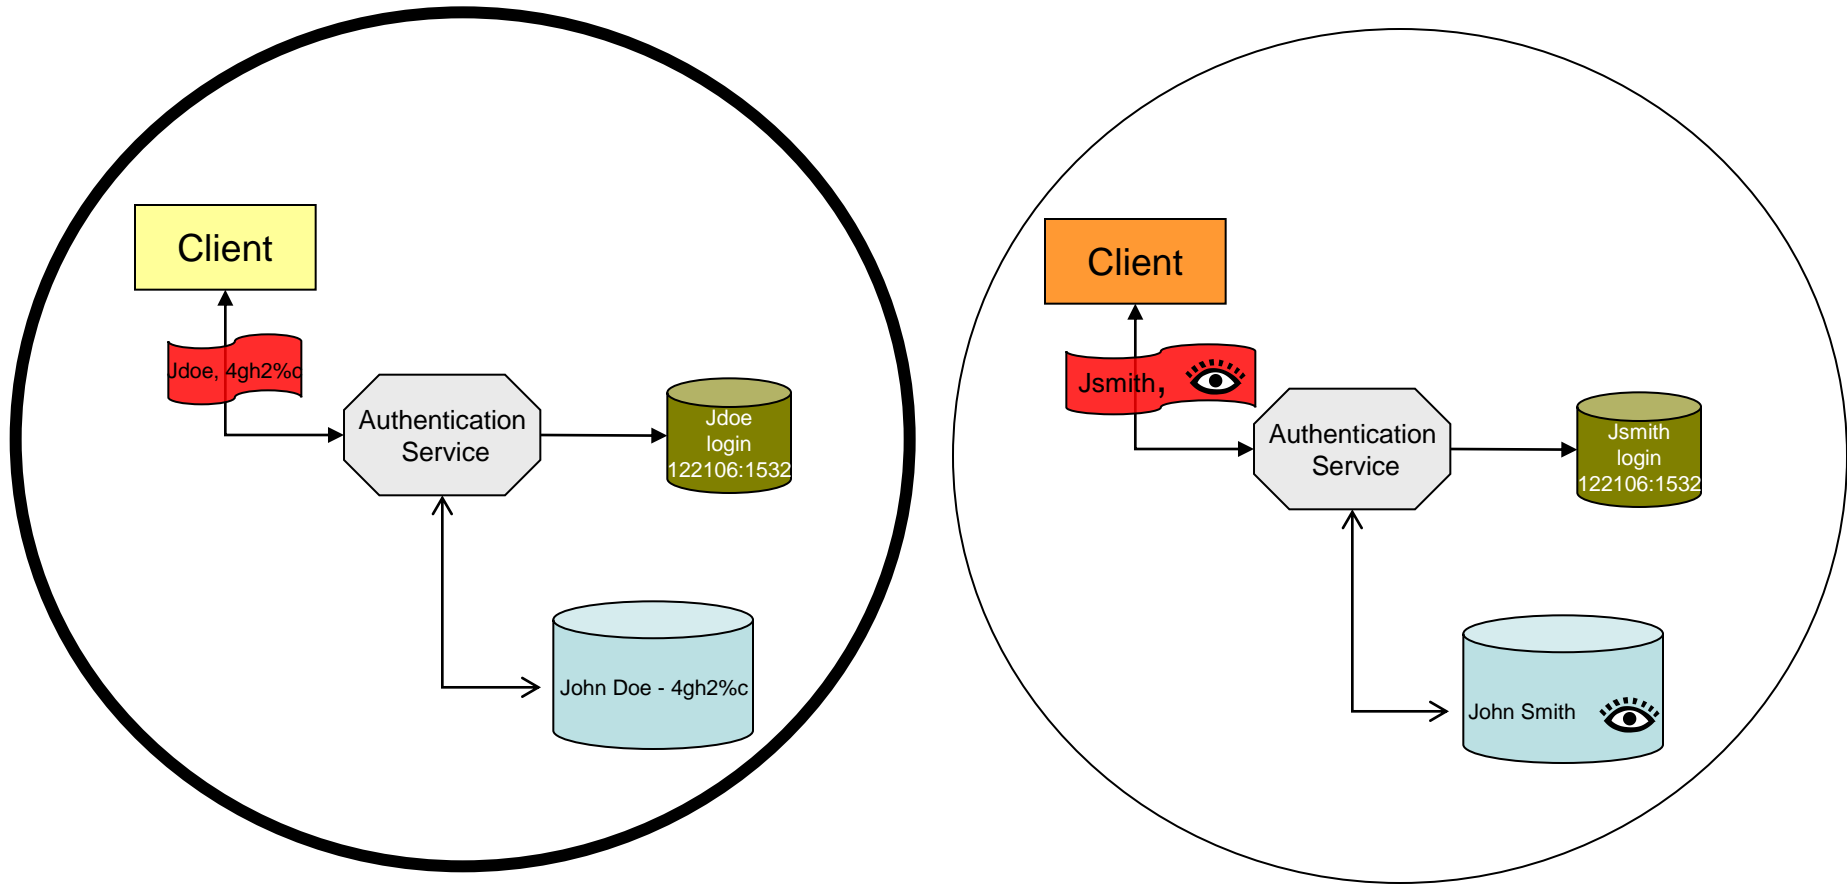 Client
Jdoe, 4gh2%c
Authentication
Service
Jdoe
login
122106:1532
John Doe - 4gh2%c
Client
Jsmith,
Authentication
Service
Jsmith
login
122106:1532
John Smith